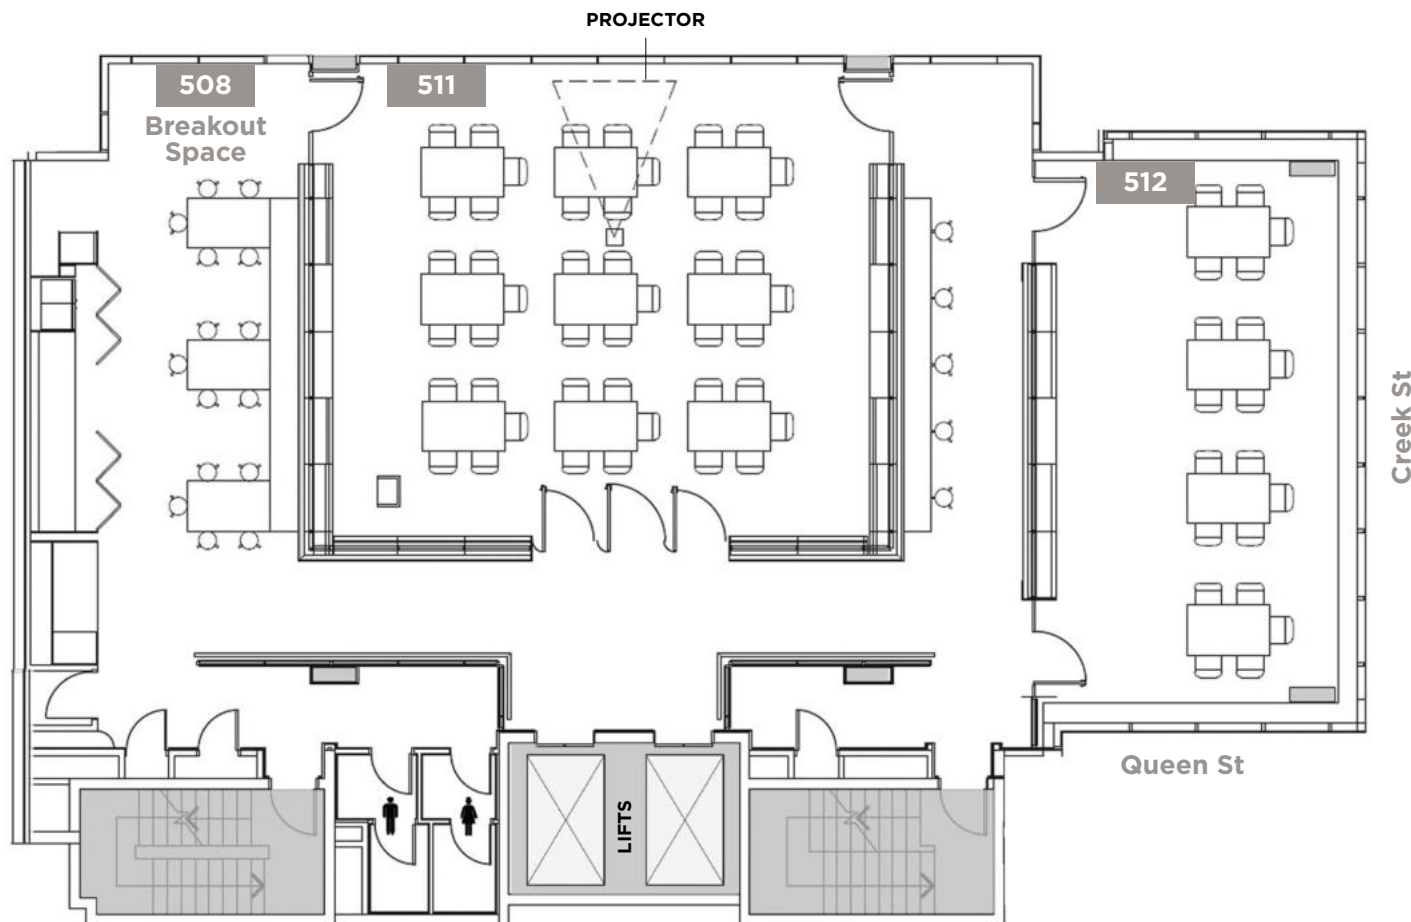 PROJECTOR
508
Breakout
Space
511
512
Creek St
Queen St
LIFTS